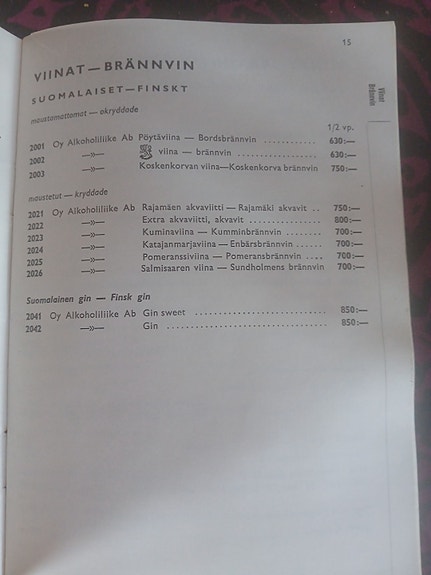 15
VIINAT—BRÄNNVIN
Viinat
Brännvin
SUOMALAISET—FINSKT
maustamattomat — okryddade
1/2 vp.
2001 Oy Alkoholiliike Ab Pöytäviina — Bordsbrännvin ............ 630:—
2002 —»— viina — brännvin .................. 630:—
2003 —»— Koskenkorvan viina—Koskenkorva brännvin 750:—
maustetut — kryddade
2021 Oy Alkoholiliike Ab Rajamäen akvaviitti — Rajamäki akvavit .. 750:—
2022 —»— Extra akvaviitti, akvavit ................ 800:—
2023 —»— Kuminaviina — Kumminbrännvin ........ 700:—
2024 —»— Katajanmarjaviina — Enbärsbrännvin ...... 700:—
2025 —»— Pomeranssiviina — Pomeransbrännvin .... 700:—
2026 —»— Salmisaaren viina — Sundholmens brännvin 700:—
Suomalainen gin — Finsk gin
2041 Oy Alkoholiliike Ab Gin sweet ............................ 850:—
2042 —»— Gin ................................ 850:—